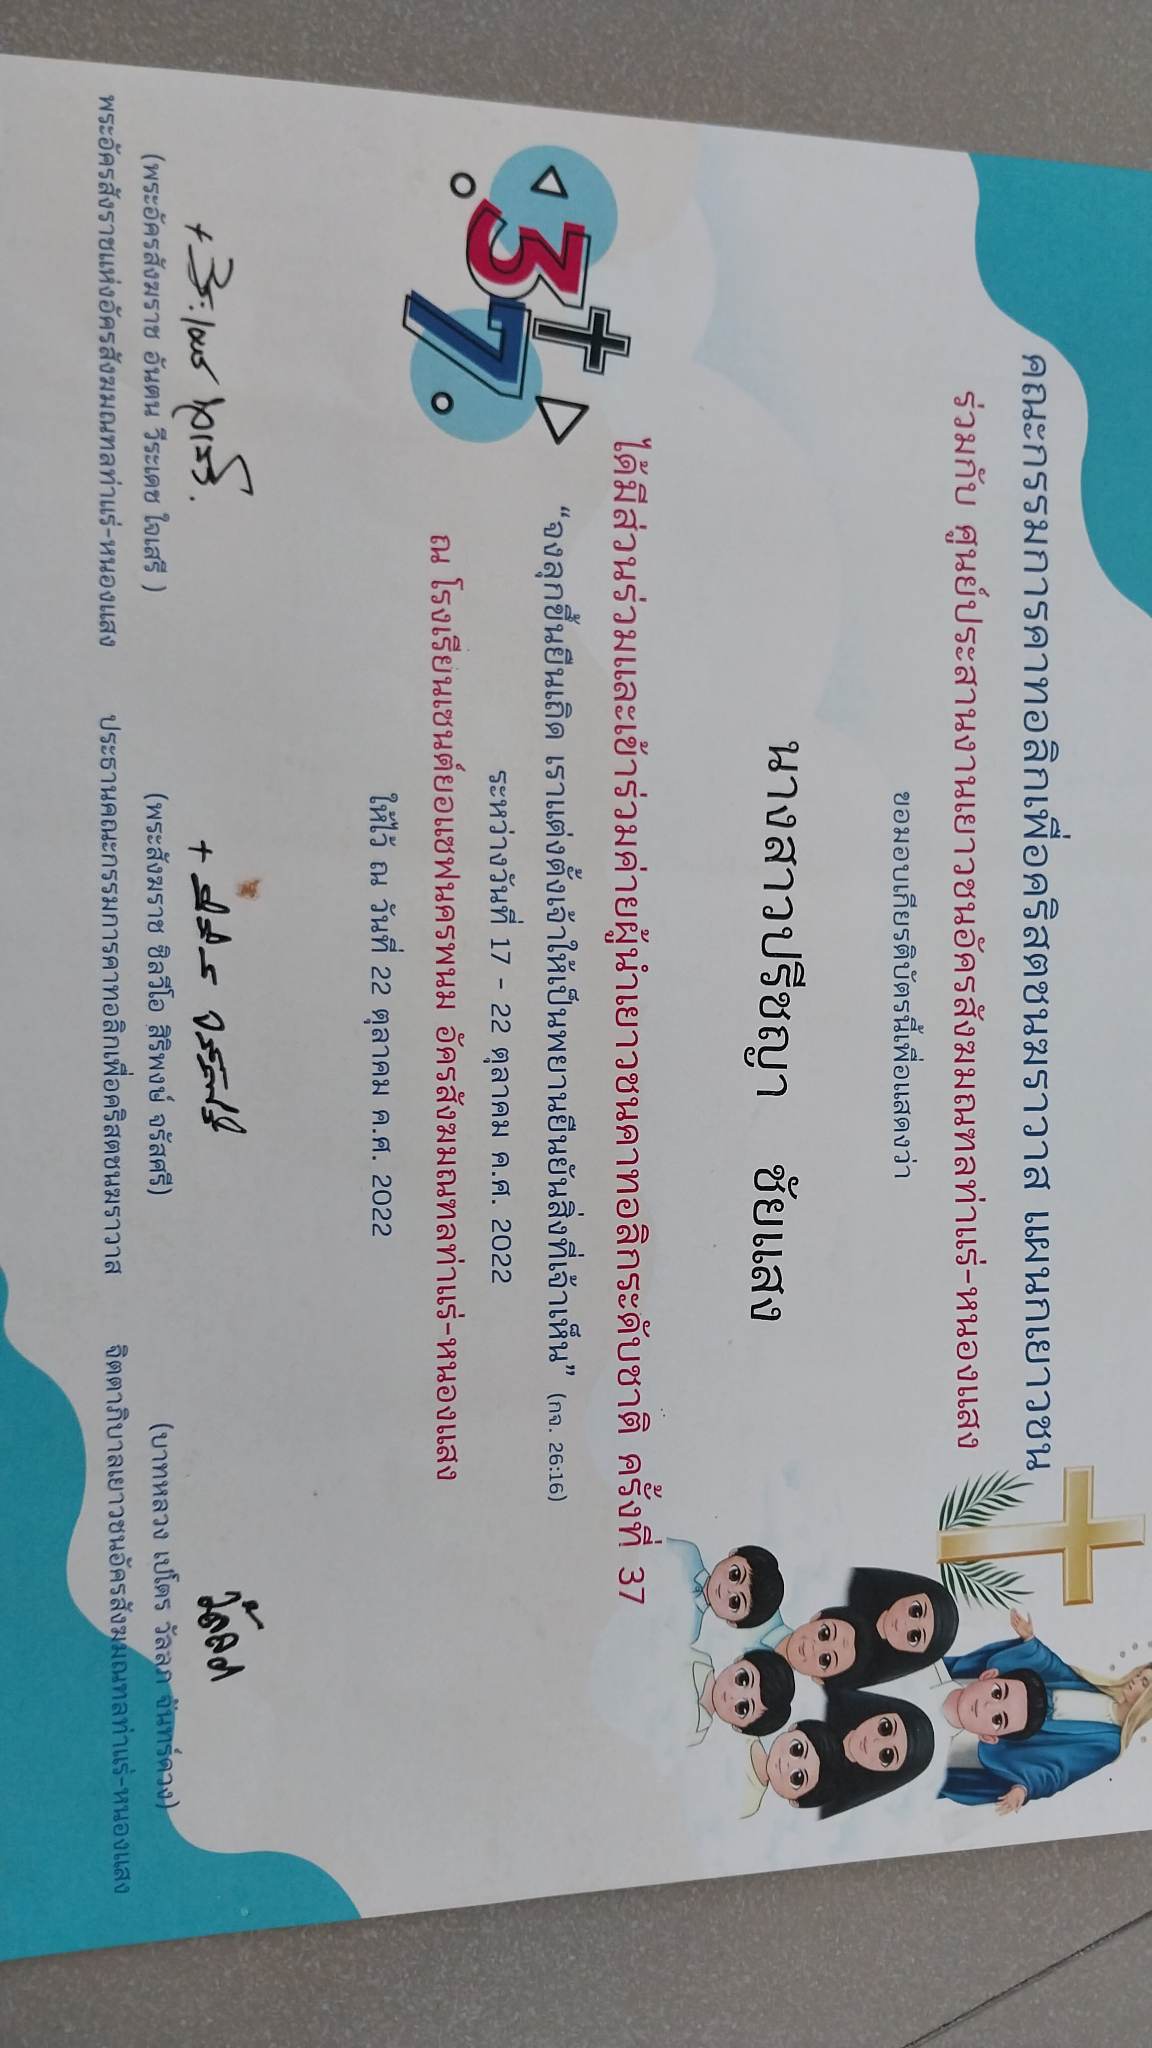 คณะกรรมการคาทอลิกเพื่อคริสตชนฆราวาส แผนกเยาวชน
ร่วมกับ ศูนย์ประสานงานเยาวชนอัครสังฆมณฑลท่าแร่-หนองแสง
ขอมอบเกียรติบัตรนี้เพื่อแสดงว่า
นางสาวปรีชญา ชัยแสง
ได้มีส่วนร่วมและเข้าร่วมค่ายผู้นำเยาวชนคาทอลิกระดับชาติ ครั้งที่ 37
“จงลุกขึ้นยืนเถิด เราแต่งตั้งเจ้าให้เป็นพยานยืนยันสิ่งที่เจ้าเห็น” (กจ. 26:16)
ระหว่างวันที่ 17 - 22 ตุลาคม ค.ศ. 2022
ณ โรงเรียนเซนต์ยอแซฟนครพนม อัครสังฆมณฑลท่าแร่-หนองแสง
ให้ไว้ ณ วันที่ 22 ตุลาคม ค.ศ. 2022
37
(พระอัครสังฆราช อันตน วีระเดช ใจเสรี )
พระอัครสังราชแห่งอัครสังฆมณฑลท่าแร่-หนองแสง
(พระสังฆราช ซิลวีโอ สิริพงษ์ จรัสศรี)
ประธานคณะกรรมการคาทอลิกเพื่อคริสตชนฆราวาส
(บาทหลวง เปโตร วัลลภ จันทร์ดวง)
จิตตาภิบาลเยาวชนอัครสังฆมณฑลท่าแร่-หนองแสง